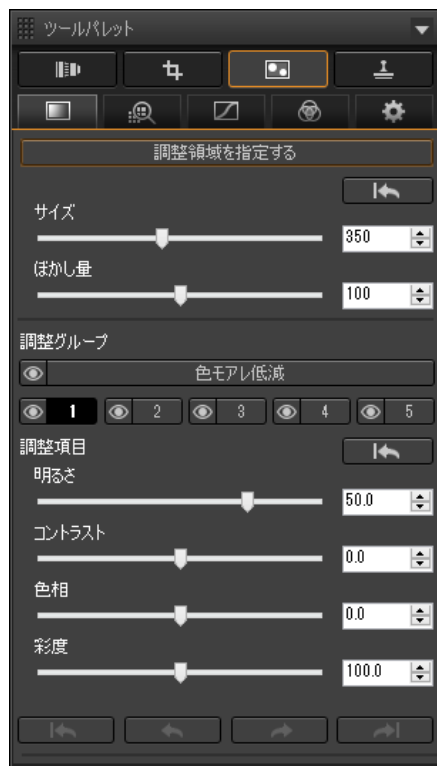 ツールパレット
調整領域を指定する
サイズ
350
ぼかし量
100
調整グループ
色モアレ低減
1 2 3 4 5
調整項目
明るさ
50.0
コントラスト
0.0
色相
0.0
彩度
100.0